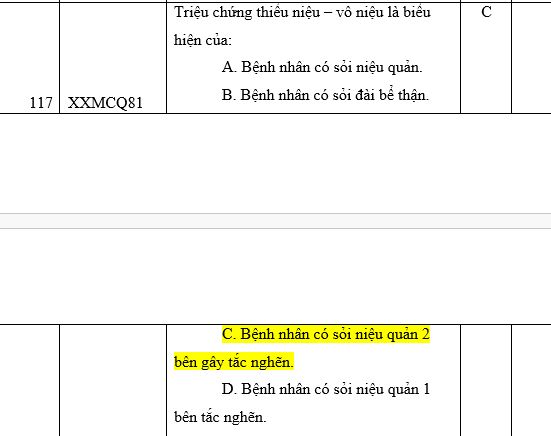 Triệu chứng thiểu niệu – vô niệu là biểu
C
hiện của:
A. Bệnh nhân có sỏi niệu quản.
117 XXMCQ81
B. Bệnh nhân có sỏi đài bể thận.
C. Bệnh nhân có sỏi niệu quản 2
bên gây tắc nghẽn.
D. Bệnh nhân có sỏi niệu quản 1
bên tắc nghẽn.